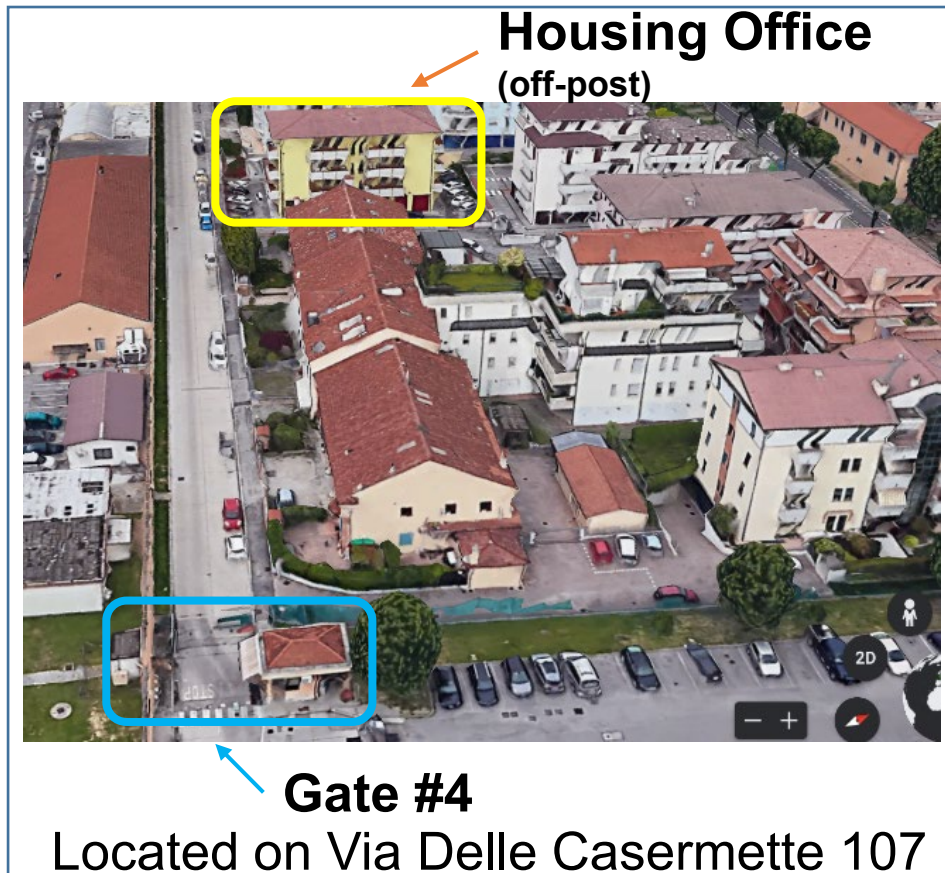 Housing Office
(off-post)
STOP
2D
Gate #4
Located on Via Delle Casermette 107